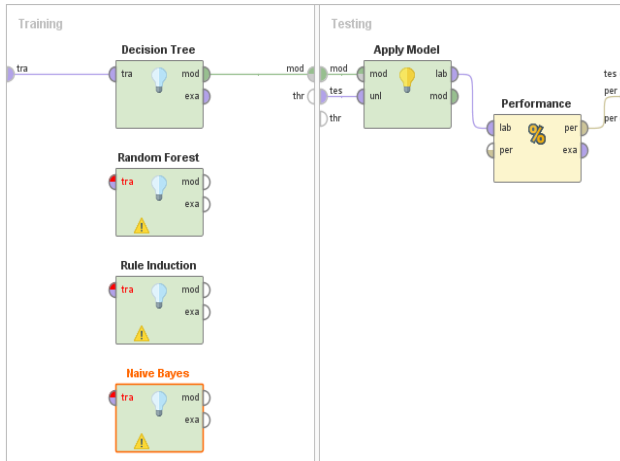 Training
Testing
tra
Decision Tree
tra
mod
exa
mod
thr
Random Forest
tra
mod
exa
Rule Induction
tra
mod
exa
Naive Bayes
tra
mod
exa
mod
tes
thr
Apply Model
mod
lab
unl
mod
Performance
lab
per
%
per
exa
tes
per
per